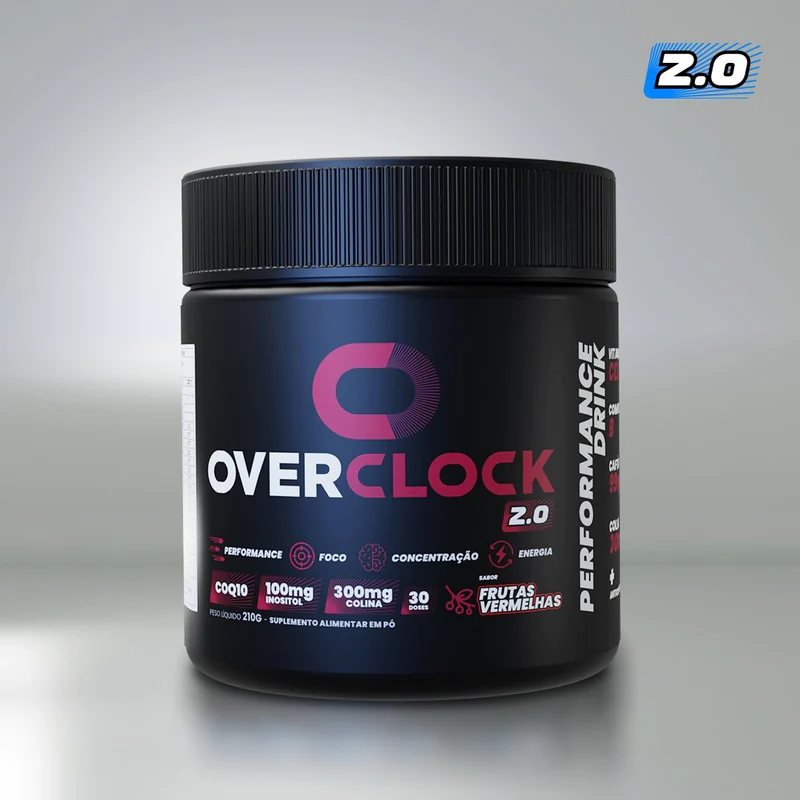 2.0
OVERCLOCK
2.0
PERFORMANCE
FOCO
CONCENTRAÇÃO
ENERGIA
COQ10
100mg
INOSITOL
300mg
COLINA
30
DOSES
SABOR
FRUTAS
VERMELHAS
PESO LÍQUIDO 210G - SUPLEMENTO ALIMENTAR EM PÓ
PERFORMANCE
DRINK